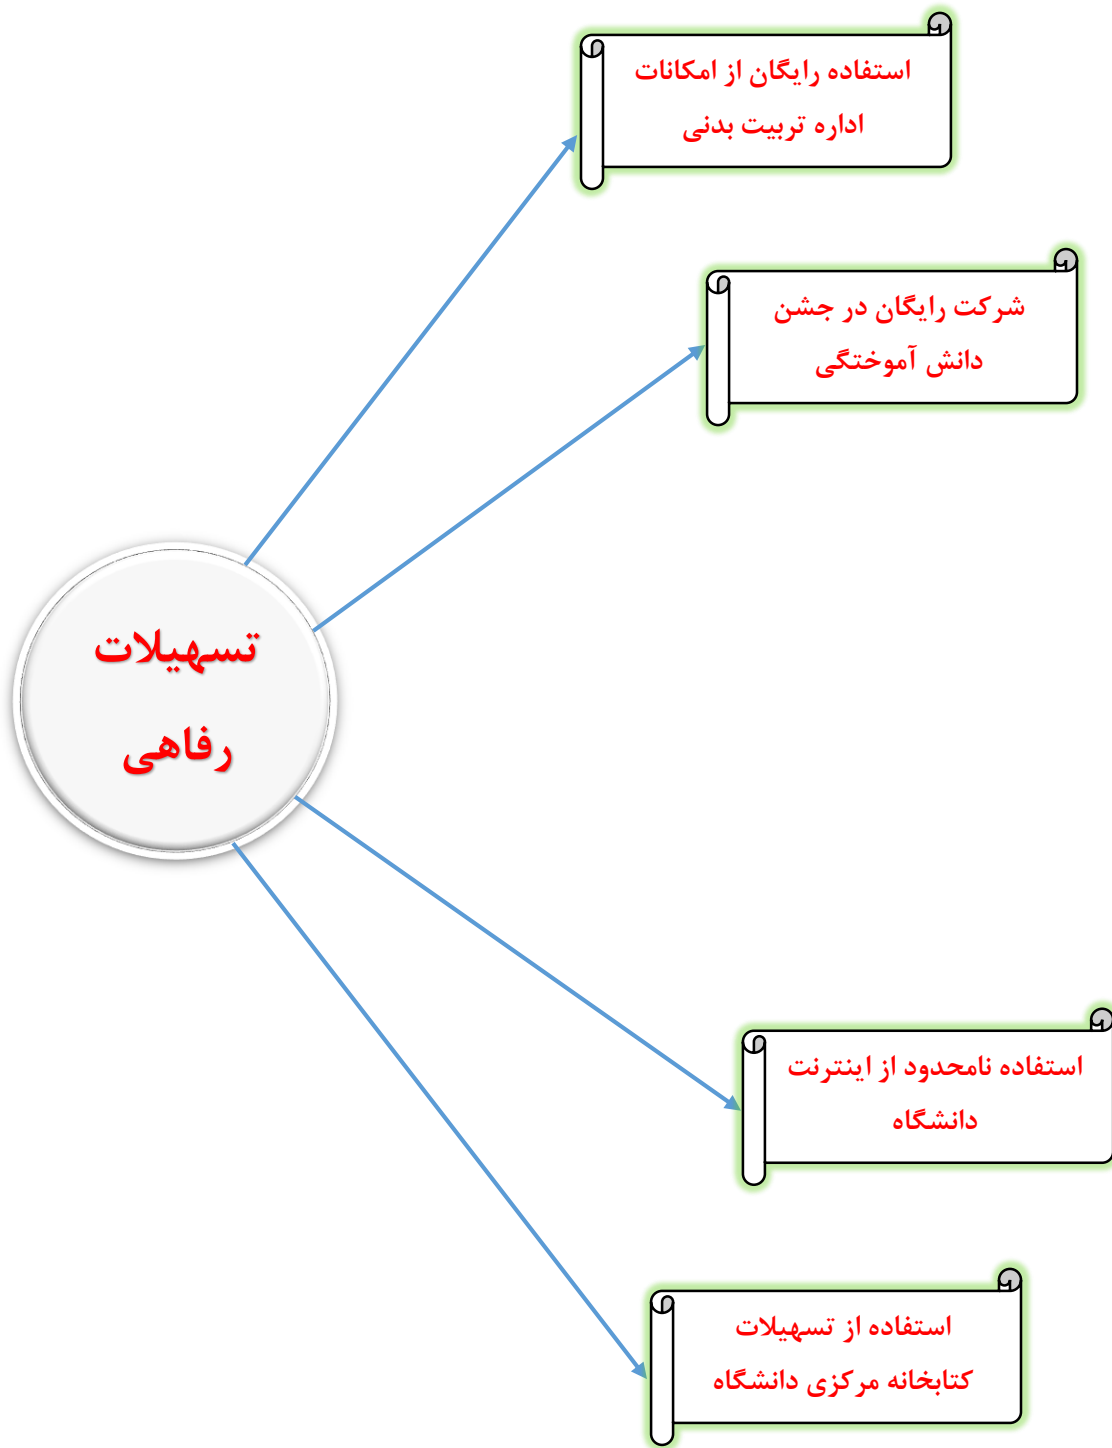 استفاده رایگان از امکانات
اداره تربیت بدنی
شرکت رایگان در جشن
دانش آموختگی
تسهیلات
رفاهی
استفاده نامحدود از اینترنت
دانشگاه
استفاده از تسهیلات
کتابخانه مرکزی دانشگاه